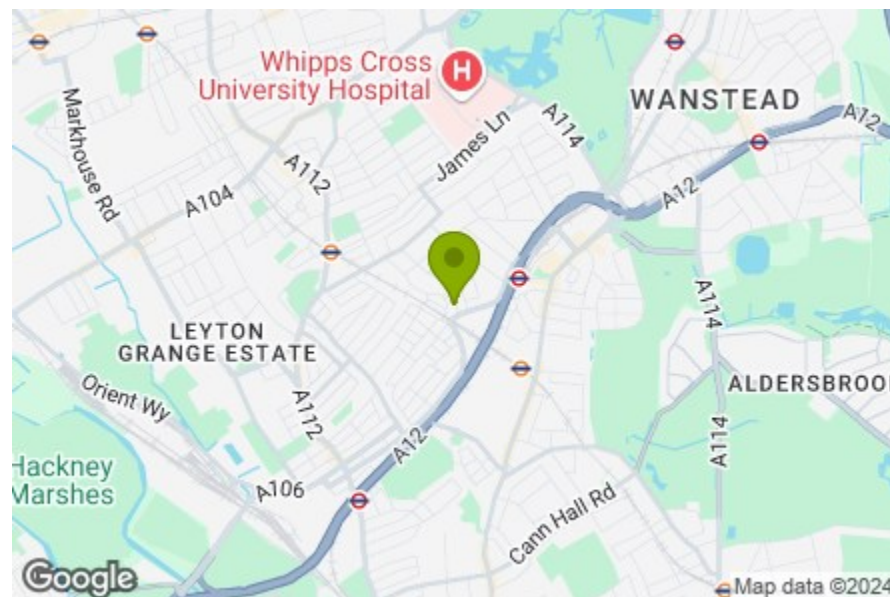 Whipps Cross
University Hospital
H
WANSTEAD
A12
A114
James Ln
Markhouse Rd
A112
A104
A12
A114
LEYTON
GRANGE ESTATE
ALDERSBROOK
Orient Wy
A112
A12
A114
Hackney
Marshes
A106
Cann Hall Rd
Google
Map data ©2024